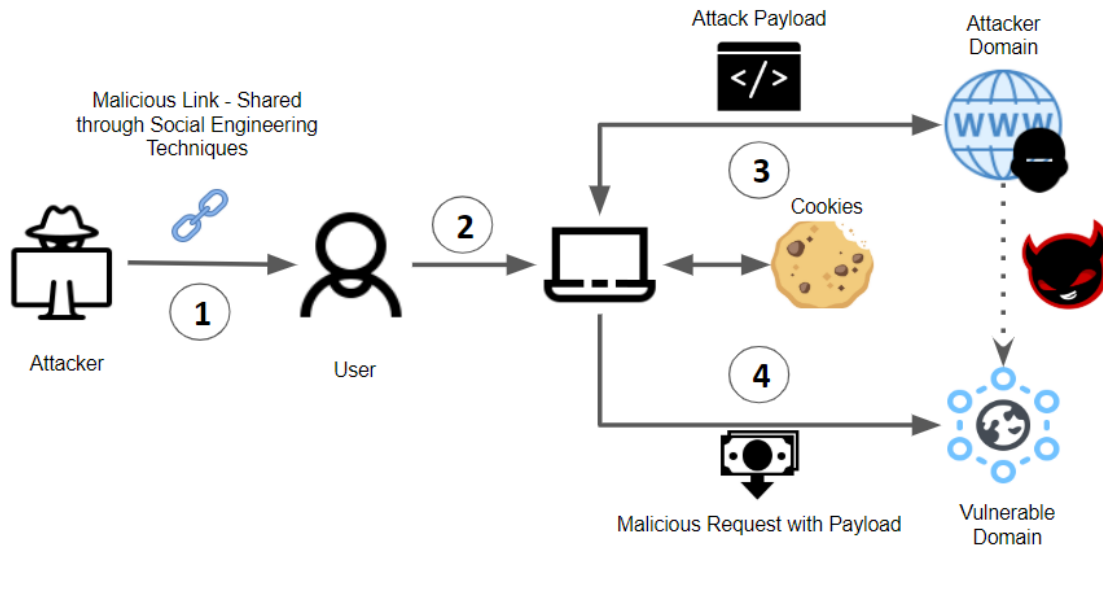 Attack Payload
Attacker
Domain
</>
WWW
Malicious Link - Shared
through Social Engineering
Techniques
3
Cookies
2
1
Attacker
User
4
Malicious Request with Payload
Vulnerable
Domain